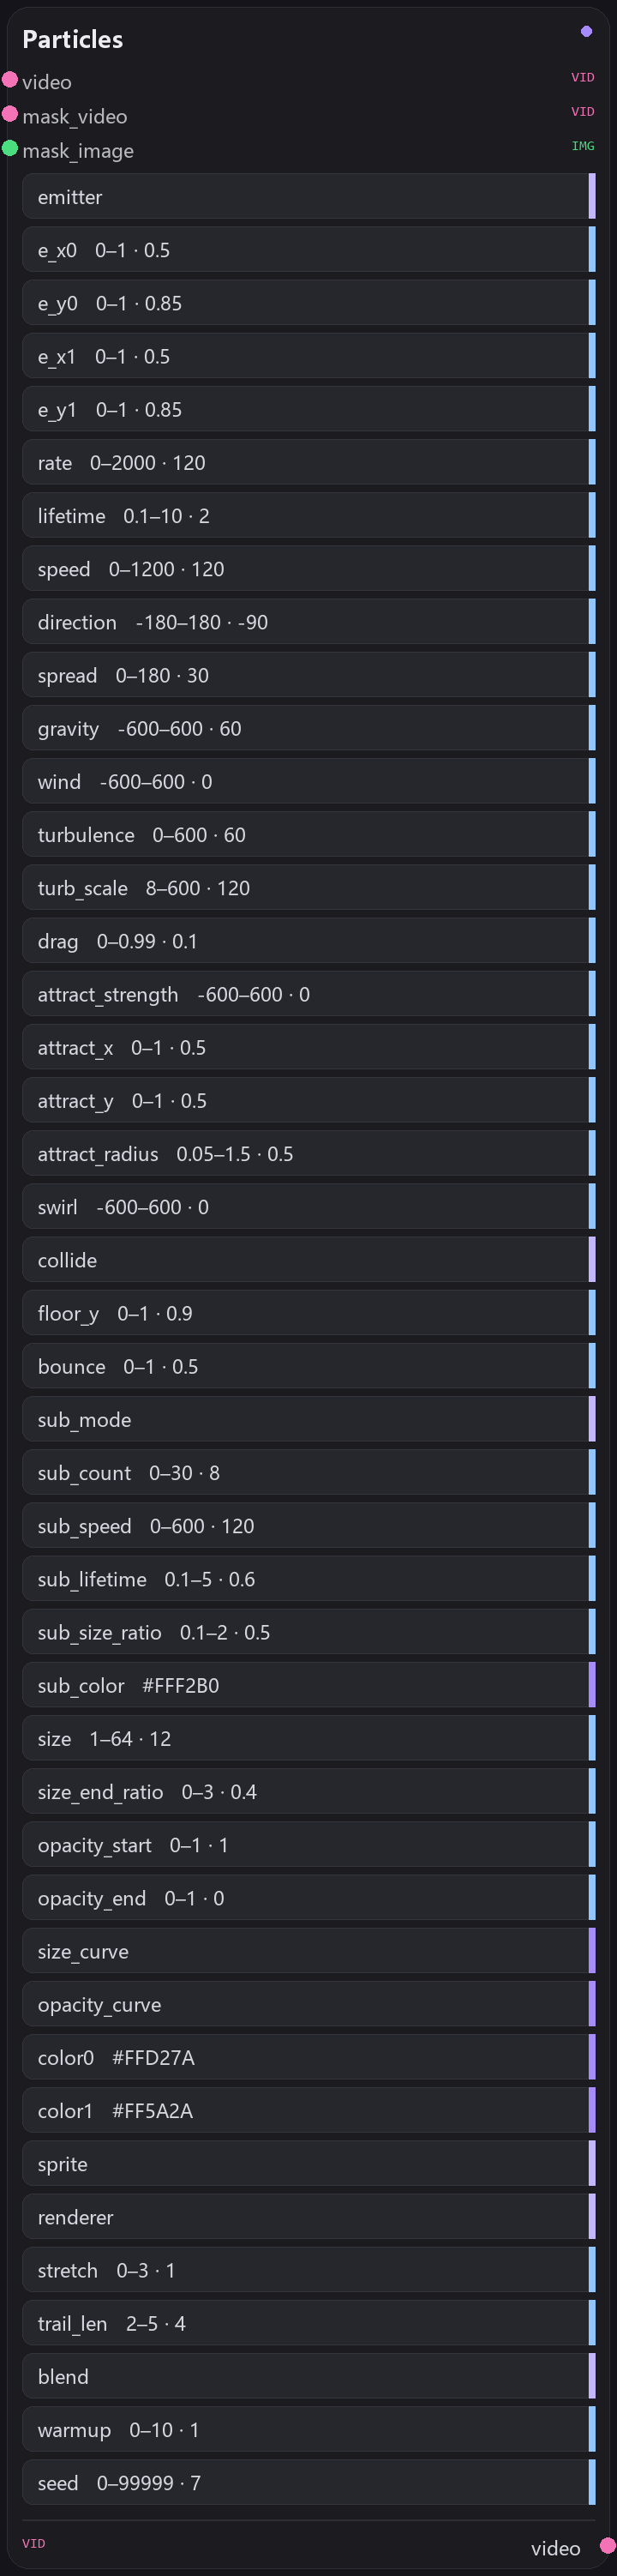 Particles
video VID
mask_video VID
mask_image IMG
emitter
e_x0 0–1 · 0.5
e_y0 0–1 · 0.85
e_x1 0–1 · 0.5
e_y1 0–1 · 0.85
rate 0–2000 · 120
lifetime 0.1–10 · 2
speed 0–1200 · 120
direction -180–180 · -90
spread 0–180 · 30
gravity -600–600 · 60
wind -600–600 · 0
turbulence 0–600 · 60
turb_scale 8–600 · 120
drag 0–0.99 · 0.1
attract_strength -600–600 · 0
attract_x 0–1 · 0.5
attract_y 0–1 · 0.5
attract_radius 0.05–1.5 · 0.5
swirl -600–600 · 0
collide
floor_y 0–1 · 0.9
bounce 0–1 · 0.5
sub_mode
sub_count 0–30 · 8
sub_speed 0–600 · 120
sub_lifetime 0.1–5 · 0.6
sub_size_ratio 0.1–2 · 0.5
sub_color #FFF2B0
size 1–64 · 12
size_end_ratio 0–3 · 0.4
opacity_start 0–1 · 1
opacity_end 0–1 · 0
size_curve
opacity_curve
color0 #FFD27A
color1 #FF5A2A
sprite
renderer
stretch 0–3 · 1
trail_len 2–5 · 4
blend
warmup 0–10 · 1
seed 0–99999 · 7
VID video